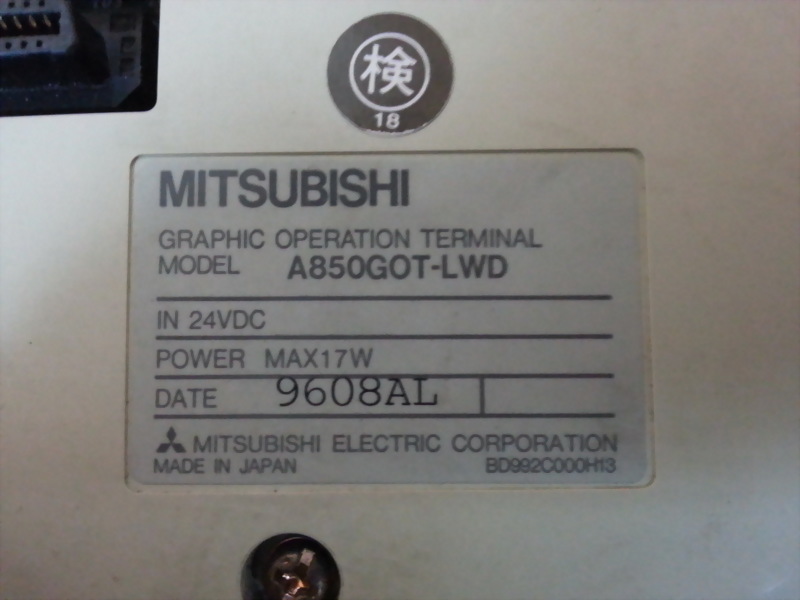 検
18
MITSUBISHI
GRAPHIC OPERATION TERMINAL
MODEL A850GOT-LWD
IN 24VDC
POWER MAX17W
DATE 9608AL
MITSUBISHI ELECTRIC CORPORATION
MADE IN JAPAN BD992C000H13